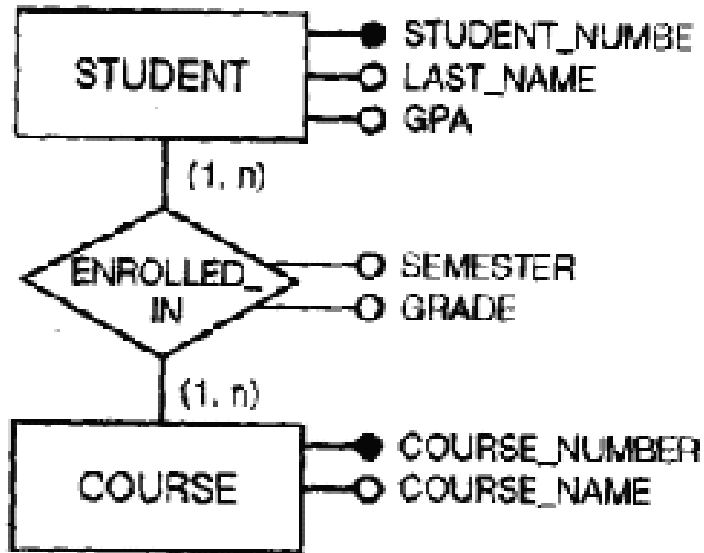 STUDENT
STUDENT_NUMBE
LAST_NAME
GPA
(1, n)
ENROLLED_
IN
SEMESTER
GRADE
(1, n)
COURSE
COURSE_NUMBER
COURSE_NAME